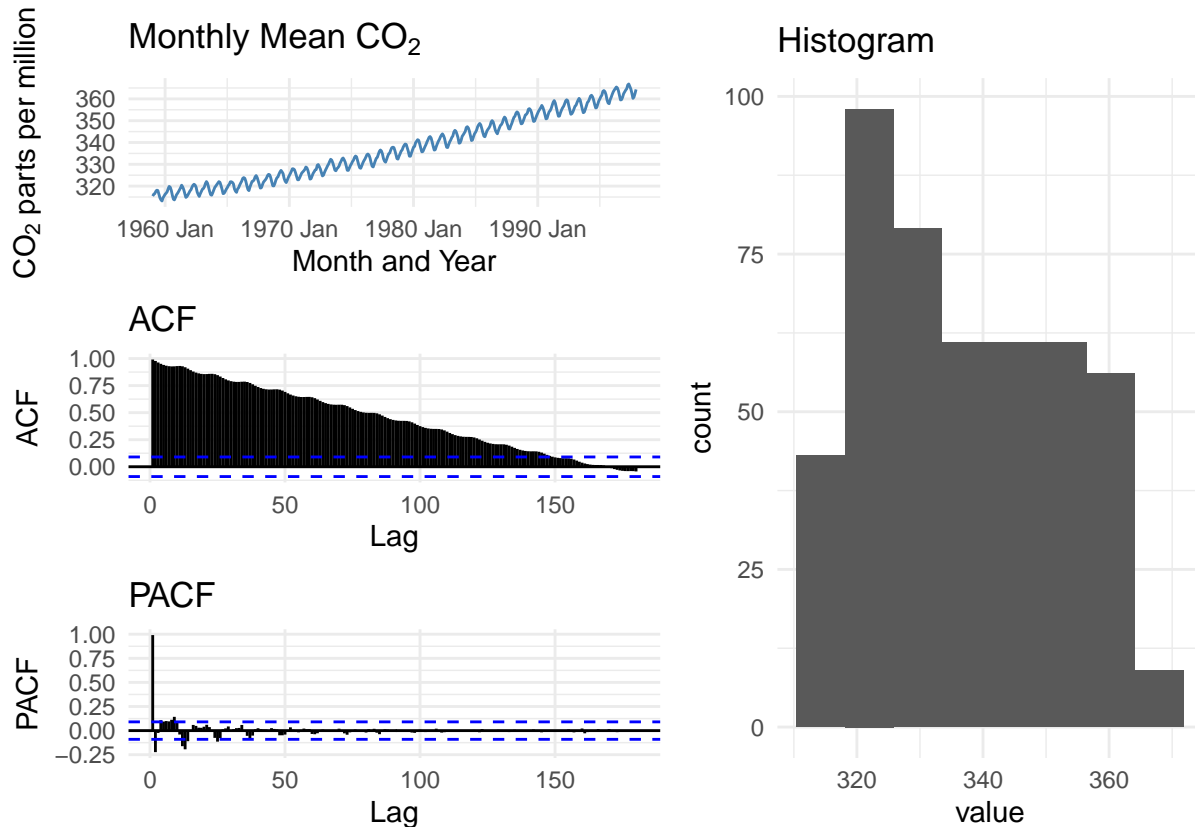 Monthly Mean CO₂
CO₂ parts per million
360
350
340
330
320
1960 Jan 1970 Jan 1980 Jan 1990 Jan
Month and Year
ACF
ACF
1.00
0.75
0.50
0.25
0.00
0 50 100 150
Lag
PACF
PACF
1.00
0.75
0.50
0.25
0.00
−0.25
0 50 100 150
Lag
Histogram
count
100
75
50
25
0
320 340 360
value